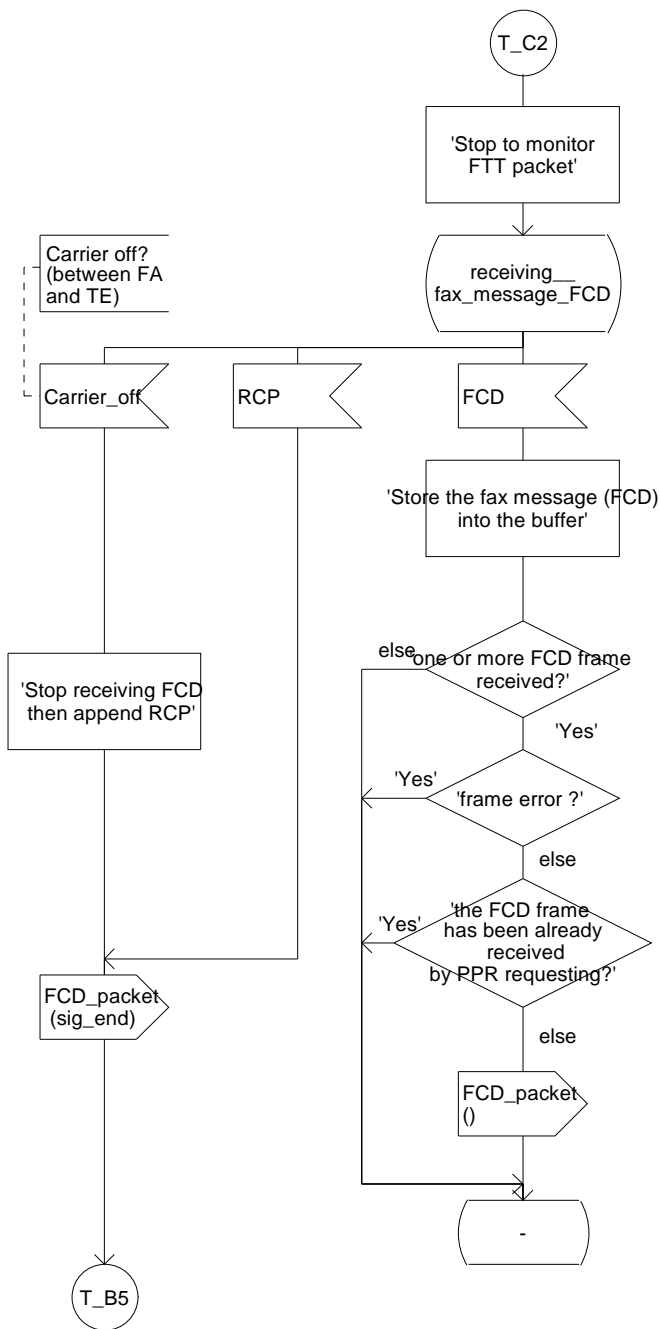 T_C2
'Stop to monitor
FTT packet'
Carrier off?
(between FA
and TE)
receiving__
fax_message_FCD
Carrier_off
RCP
FCD
'Store the fax message (FCD)
into the buffer'
else
'one or more FCD frame
received?'
'Yes'
'Stop receiving FCD
then append RCP'
'Yes'
'frame error ?'
else
'Yes'
'the FCD frame
has been already
received
by PPR requesting?'
FCD_packet
(sig_end)
else
FCD_packet
()
-
T_B5